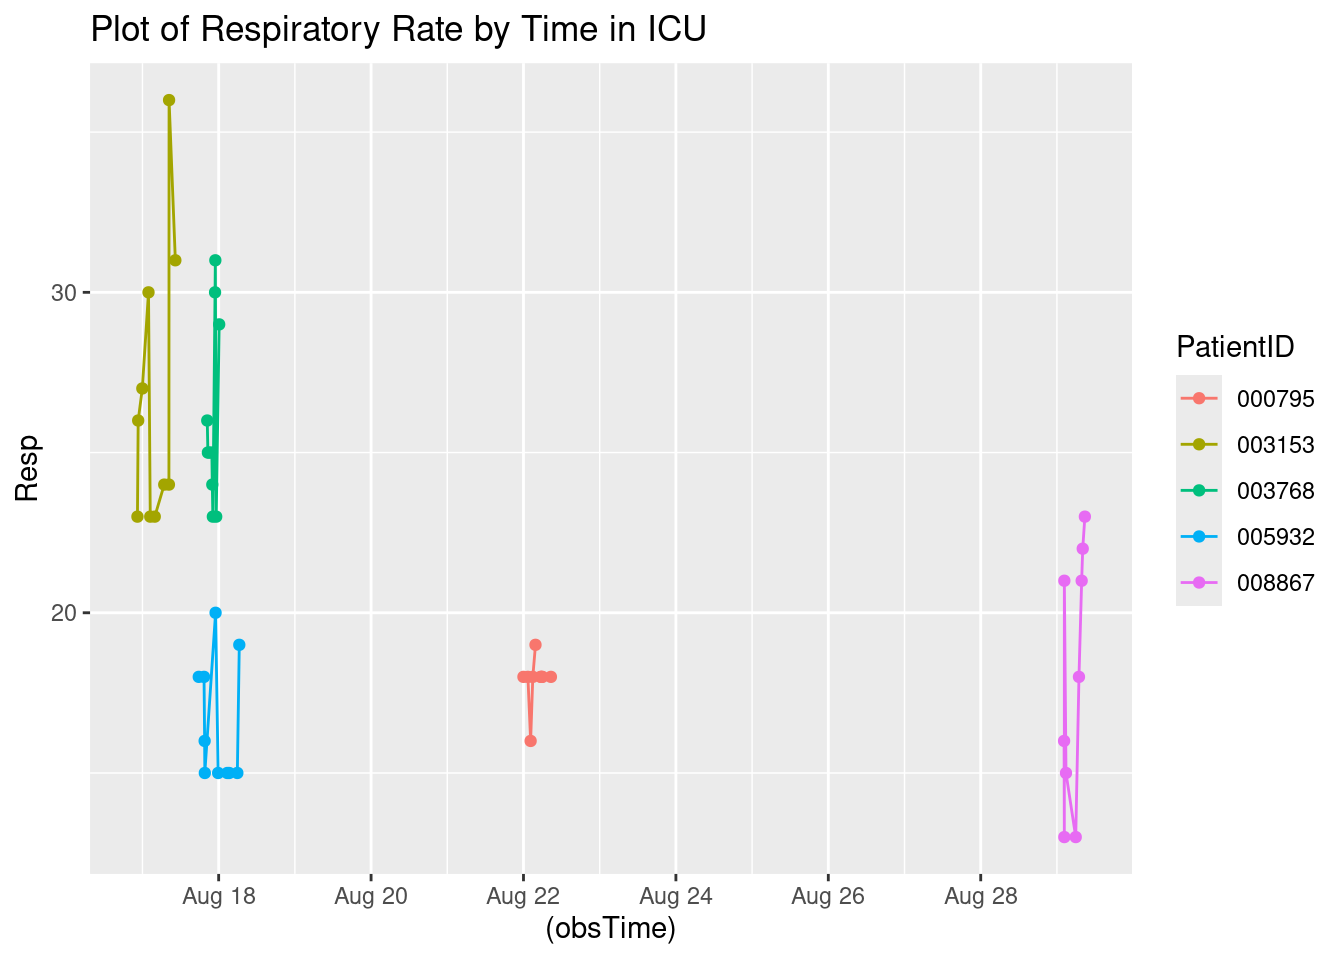 Plot of Respiratory Rate by Time in ICU
30
20
Resp
Aug 18 Aug 20 Aug 22 Aug 24 Aug 26 Aug 28
(obsTime)
PatientID
000795
003153
003768
005932
008867